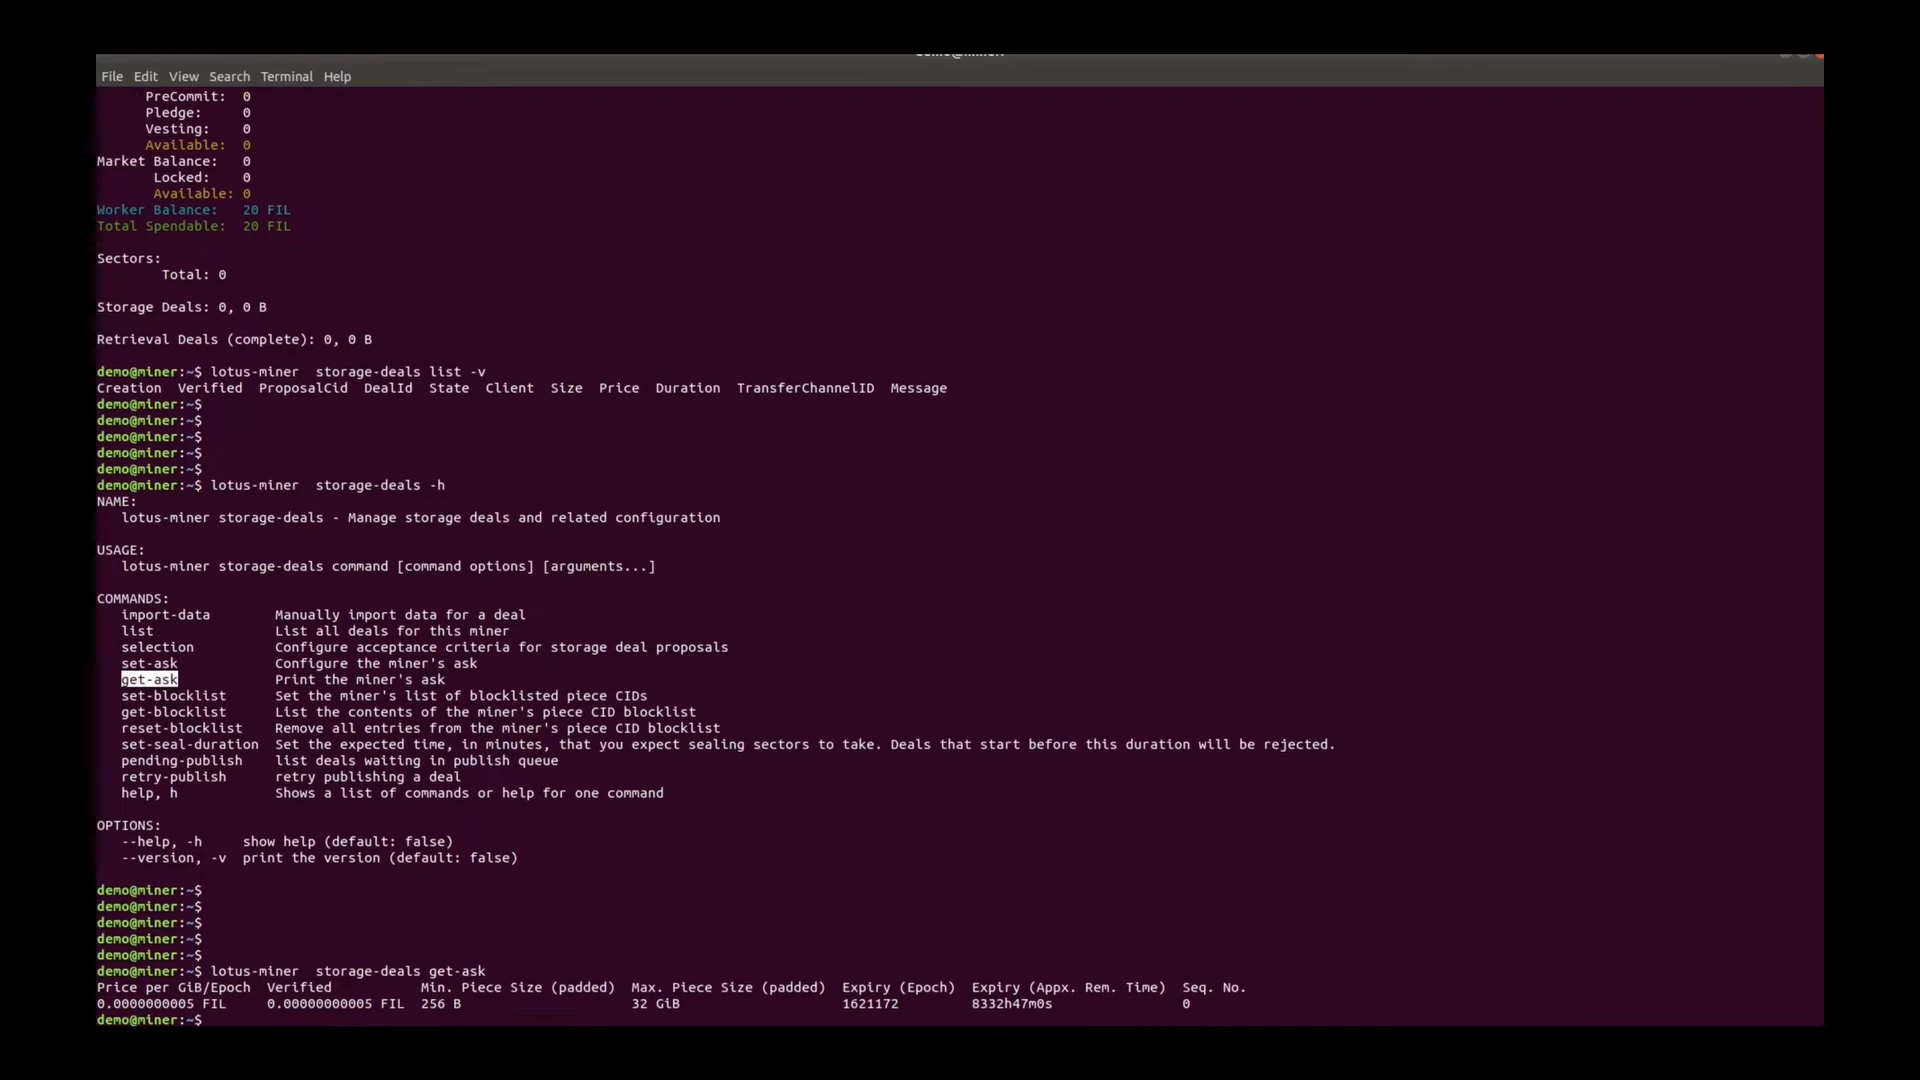 File Edit View Search Terminal Help
PreCommit: 0
Pledge: 0
Vesting: 0
Available: 0
Market Balance: 0
Locked: 0
Available: 0
Worker Balance: 20 FIL
Total Spendable: 20 FIL
Sectors:
Total: 0
Storage Deals: 0, 0 B
Retrieval Deals (complete): 0, 0 B
demo@miner:~$ lotus-miner  storage-deals list -v
Creation  Verified  ProposalCid  DealId  State  Client  Size  Price  Duration  TransferChannelID  Message
demo@miner:~$
demo@miner:~$
demo@miner:~$
demo@miner:~$
demo@miner:~$
demo@miner:~$ lotus-miner  storage-deals -h
NAME:
lotus-miner storage-deals - Manage storage deals and related configuration
USAGE:
lotus-miner storage-deals command [command options] [arguments...]
COMMANDS:
import-data  Manually import data for a deal
list  List all deals for this miner
selection  Configure acceptance criteria for storage deal proposals
set-ask  Configure the miner's ask
get-ask  Print the miner's ask
set-blocklist  Set the miner's list of blocklisted piece CIDs
get-blocklist  List the contents of the miner's piece CID blocklist
reset-blocklist  Remove all entries from the miner's piece CID blocklist
set-seal-duration  Set the expected time, in minutes, that you expect sealing sectors to take. Deals that start before this duration will be rejected.
pending-publish  list deals waiting in publish queue
retry-publish  retry publishing a deal
help, h  Shows a list of commands or help for one command
OPTIONS:
--help, -h  show help (default: false)
--version, -v  print the version (default: false)
demo@miner:~$
demo@miner:~$
demo@miner:~$
demo@miner:~$
demo@miner:~$
demo@miner:~$ lotus-miner  storage-deals get-ask
Price per GiB/Epoch  Verified  Min. Piece Size (padded)  Max. Piece Size (padded)  Expiry (Epoch)  Expiry (Appx. Rem. Time)  Seq. No.
0.0000000005 FIL  0.00000000005 FIL  256 B  32 GiB  1621172  8332h47m0s  0
demo@miner:~$